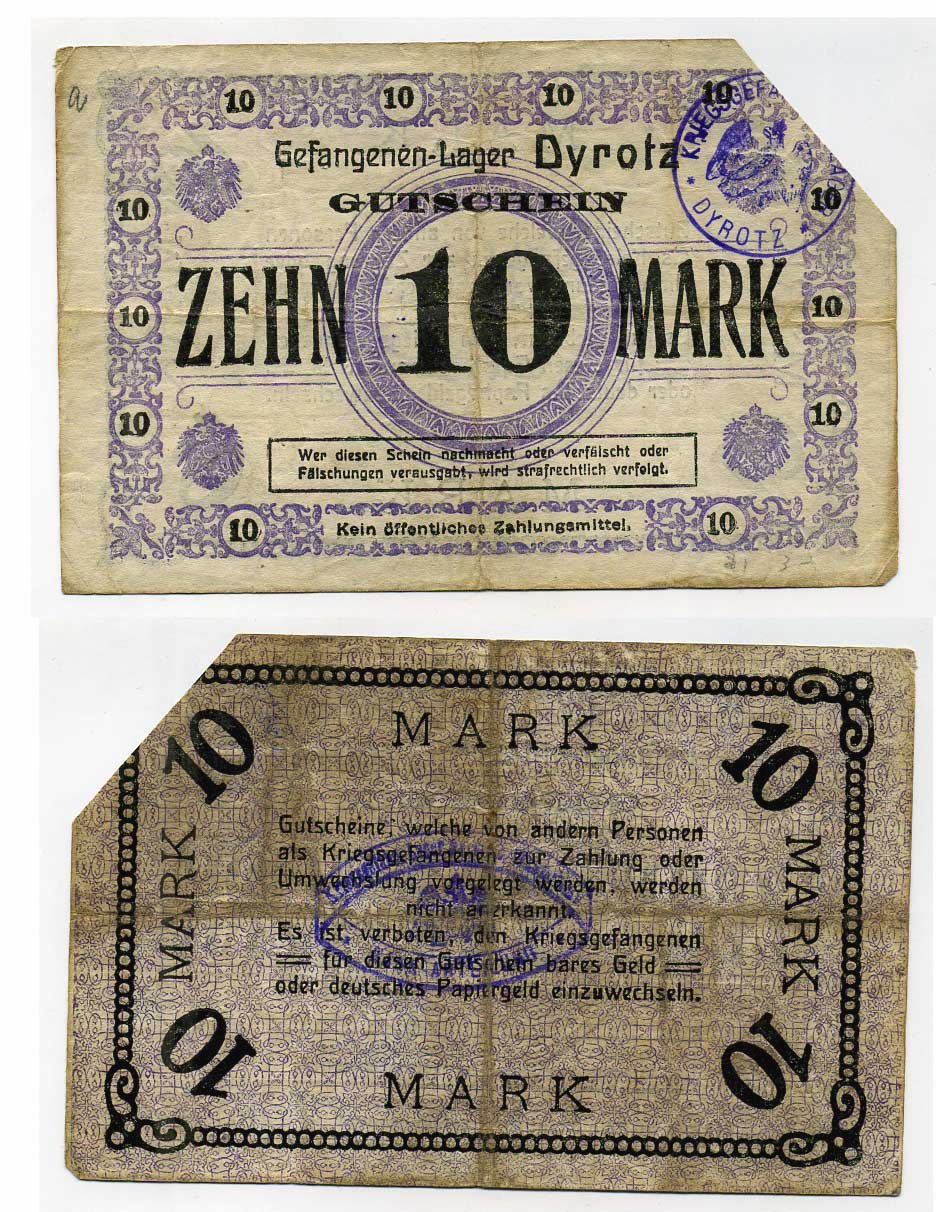 10 10 10 10
Gefangenen-Lager Dyrotz
KRIEGSGEFA
* DYROTZ *
GUTSCHEIN
10 10
ZEHN 10 MARK
10 10
10 10
Wer diesen Schein nachmacht oder verfälscht oder
Fälschungen verausgabt, wird strafrechtlich verfolgt.
10 Kein öffentliches Zahlungsmittel. 10
10 MARK 10
Gutscheine, welche von andern Personen
als Kriegsgefangenen zur Zahlung oder
Umwechslung vorgelegt werden, werden
nicht anerkannt.
Es ist verboten, den Kriegsgefangenen
für diesen Gutschein bares Geld
oder deutsches Papiergeld einzuwechseln.
MARK MARK
10 MARK 10